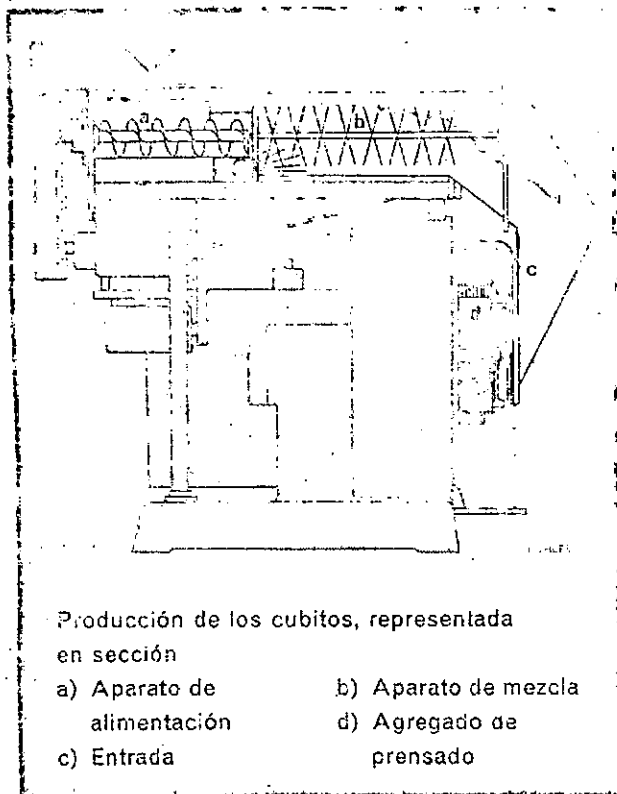 a
b
c
d
Producción de los cubitos, representada
en sección
a) Aparato de alimentación
b) Aparato de mezcla
c) Entrada
d) Agregado de prensado